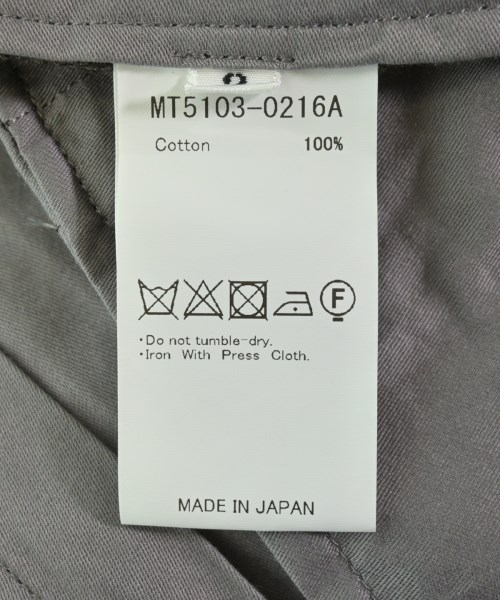 MT5103-0216A
Cotton 100%
F
・Do not tumble-dry.
・Iron With Press Cloth.
MADE IN JAPAN